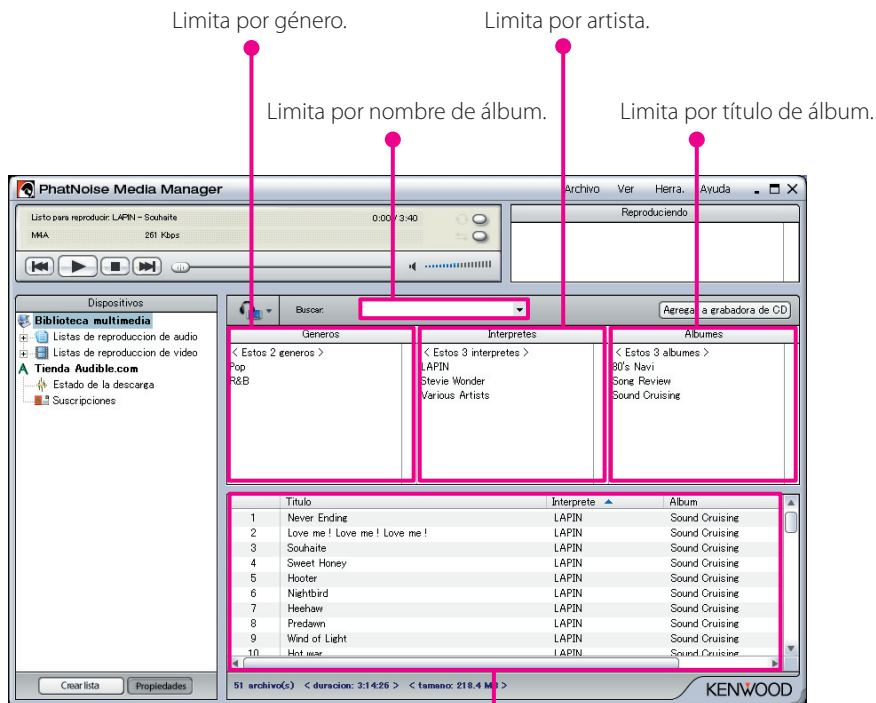 Limita por género.
Limita por artista.
Limita por nombre de álbum.
Limita por título de álbum.
PhatNoise Media Manager
Archivo Ver Herra. Ayuda
Listo para reproducir: LAPIN - Souhaite 0:00 / 3:40
M4A 261 Kbps
Reproduciendo
Dispositivos
Biblioteca multimedia
Listas de reproduccion de audio
Listas de reproduccion de video
Tienda Audible.com
Estado de la descarga
Suscripciones
Buscar:
Agregar a grabadora de CD
Generos
< Estos 2 generos >
Pop
R&B
Interpretes
< Estos 3 interpretes >
LAPIN
Stevie Wonder
Various Artists
Albumes
< Estos 3 albumes >
80's Navi
Song Review
Sound Cruising
Titulo Interprete Album
1 Never Ending LAPIN Sound Cruising
2 Love me ! Love me ! Love me ! LAPIN Sound Cruising
3 Souhaite LAPIN Sound Cruising
4 Sweet Honey LAPIN Sound Cruising
5 Hooter LAPIN Sound Cruising
6 Nightbird LAPIN Sound Cruising
7 Heehaw LAPIN Sound Cruising
8 Predawn LAPIN Sound Cruising
9 Wind of Light LAPIN Sound Cruising
10 Hot war LAPIN Sound Cruising
Crear lista Propiedades
51 archivo(s) < duracion: 3:14:26 > < tamano: 218.4 MB >
KENWOOD